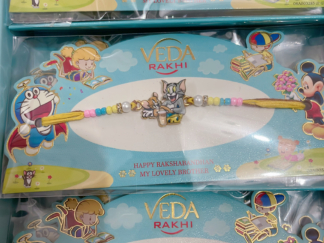 VEDA
RAKHI
HAPPY RAKSHABANDHAN
MY LOVELY BROTHER
VEDA
RAKHI